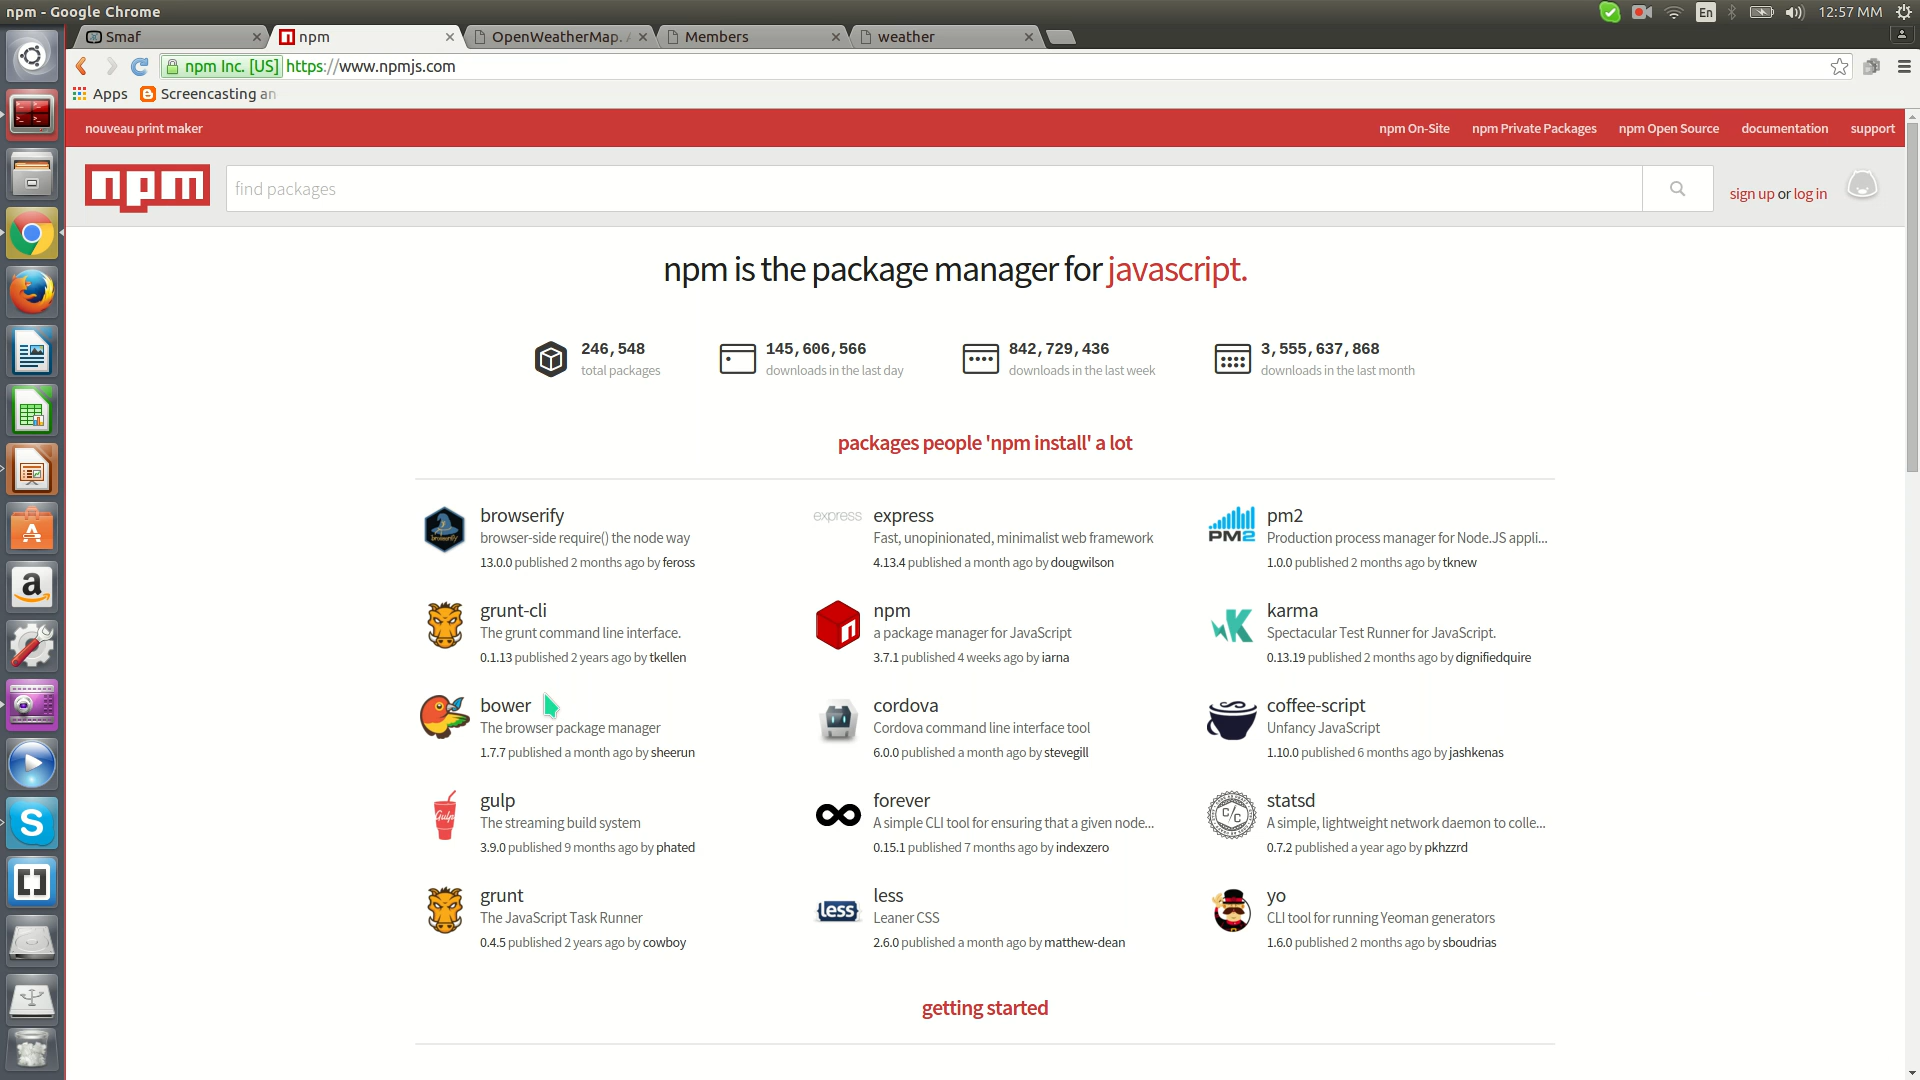 npm - Google Chrome
En
12:57 MM
Smaf
npm
OpenWeatherMap.
Members
weather
npm Inc. [US] https://www.npmjs.com
Apps
Screencasting an
nouveau print maker
npm On-Site
npm Private Packages
npm Open Source
documentation
support
npm
find packages
sign up or log in
npm is the package manager for javascript.
246,548
total packages
145,606,566
downloads in the last day
842,729,436
downloads in the last week
3,555,637,868
downloads in the last month
packages people 'npm install' a lot
browserify
browser-side require() the node way
13.0.0 published 2 months ago by feross
express
express
Fast, unopinionated, minimalist web framework
4.13.4 published a month ago by dougwilson
PM2
pm2
Production process manager for Node.JS appli...
1.0.0 published 2 months ago by tknew
grunt-cli
The grunt command line interface.
0.1.13 published 2 years ago by tkellen
npm
a package manager for JavaScript
3.7.1 published 4 weeks ago by iarna
karma
Spectacular Test Runner for JavaScript.
0.13.19 published 2 months ago by dignifiedquire
bower
The browser package manager
1.7.7 published a month ago by sheerun
cordova
Cordova command line interface tool
6.0.0 published a month ago by stevegill
coffee-script
Unfancy JavaScript
1.10.0 published 6 months ago by jashkenas
Gulp
gulp
The streaming build system
3.9.0 published 9 months ago by phated
forever
A simple CLI tool for ensuring that a given node...
0.15.1 published 7 months ago by indexzero
C/C
statsd
A simple, lightweight network daemon to colle...
0.7.2 published a year ago by pkhzzrd
grunt
The JavaScript Task Runner
0.4.5 published 2 years ago by cowboy
less
less
Leaner CSS
2.6.0 published a month ago by matthew-dean
yo
CLI tool for running Yeoman generators
1.6.0 published 2 months ago by sboudrias
getting started